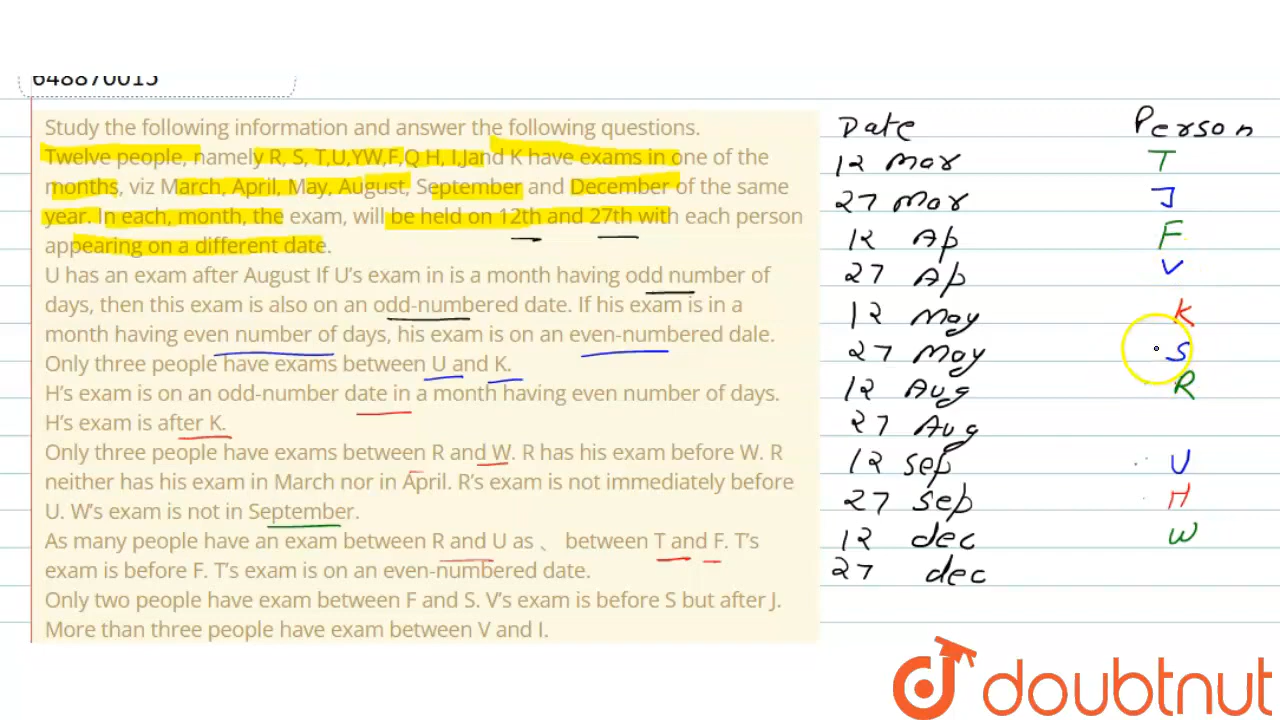 648870015
Study the following information and answer the following questions.
Twelve people, namely R, S, T,U,YW,F,Q H, I.Jand K have exams in one of the
months, viz March, April, May, August, September and December of the same
year. In each, month, the exam, will be held on 12th and 27th with each person
appearing on a different date.
U has an exam after August If U's exam in is a month having odd number of
days, then this exam is also on an odd-numbered date. If his exam is in a
month having even number of days, his exam is on an even-numbered dale.
Only three people have exams between U and K.
H's exam is on an odd-number date in a month having even number of days.
H's exam is after K.
Only three people have exams between R and W. R has his exam before W. R
neither has his exam in March nor in April. R's exam is not immediately before
U. W's exam is not in September.
As many people have an exam between R and U as 、 between T and F. T's
exam is before F. T's exam is on an even-numbered date.
Only two people have exam between F and S. V's exam is before S but after J.
More than three people have exam between V and I.
Date Person
12 Mar T
27 Mar J
12 Ap F
27 Ap V
12 May K
27 May S
12 Aug R
27 Aug
12 sep U
27 sep H
12 dec W
27 dec
doubtnut